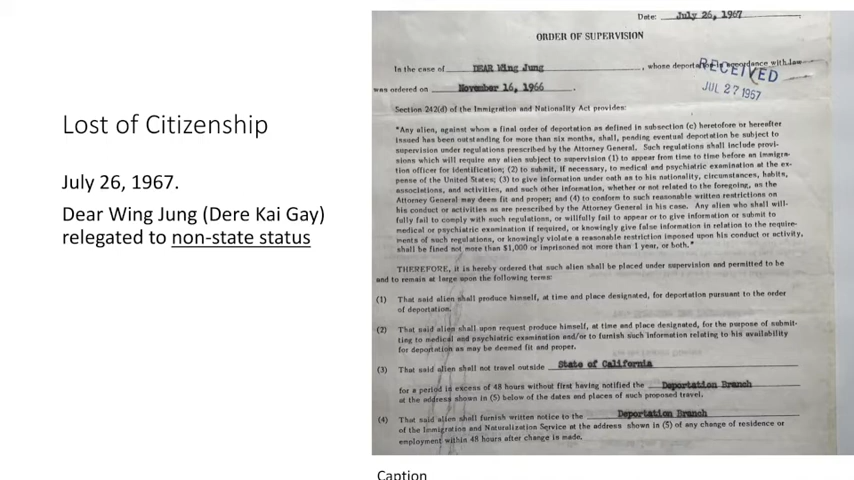 Lost of Citizenship
July 26, 1967.
Dear Wing Jung (Dere Kai Gay)
relegated to non-state status
Date: July 26, 1967
ORDER OF SUPERVISION
In the case of DEAR Wing Jung, whose deportation in accordance with law
was ordered on November 16, 1966.
RECEIVED
JUL 27 1967
Section 242(d) of the Immigration and Nationality Act provides:
"Any alien, against whom a final order of deportation as defined in subsection (c) heretofore or hereafter
issued has been outstanding for more than six months, shall, pending eventual deportation be subject to
supervision under regulations prescribed by the Attorney General. Such regulations shall include provi-
sions which will require any alien subject to supervision (1) to appear from time to time before an immigra-
tion officer for identification; (2) to submit, if necessary, to medical and psychiatric examination at the ex-
pense of the United States; (3) to give information under oath as to his nationality, circumstances, habits,
associations, and activities, and such other information, whether or not related to the foregoing, as the
Attorney General may deem fit and proper; and (4) to conform to such reasonable written restrictions on
his conduct or activities as are prescribed by the Attorney General in his case. Any alien who shall will-
fully fail to comply with such regulations, or willfully fail to appear or to give information or submit to
medical or psychiatric examination if required, or knowingly give false information in relation to the require-
ments of such regulations, or knowingly violate a reasonable restriction imposed upon his conduct or activity,
shall be fined not more than $1,000 or imprisoned not more than 1 year, or both."
THEREFORE, it is hereby ordered that such alien shall be placed under supervision and permitted to be
and to remain at large upon the following terms:
(1) That said alien shall produce himself, at time and place designated, for deportation pursuant to the order
of deportation.
(2) That said alien shall upon request produce himself, at time and place designated, for the purpose of submit-
ting to medical and psychiatric examination and/or to furnish such information relating to his availability
for deportation as may be deemed fit and proper.
(3) That said alien shall not travel outside State of California
for a period in excess of 48 hours without first having notified the Deportation Branch
at the address shown in (5) below of the dates and places of such proposed travel.
(4) That said alien shall furnish written notice to the Deportation Branch
of the Immigration and Naturalization Service at the address shown in (5) of any change of residence or
employment within 48 hours after change is made.
Caption